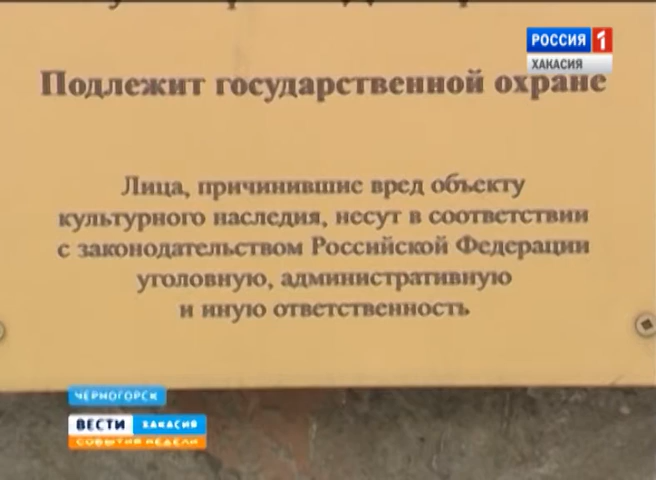 РОССИЯ 1
ХАКАСИЯ
Подлежит государственной охране
Лица, причинившие вред объекту
культурного наследия, несут в соответствии
с законодательством Российской Федерации
уголовную, административную
и иную ответственность
ЧЕРНОГОРСК
ВЕСТИ ХАКАСИЯ
СОБЫТИЯ НЕДЕЛИ